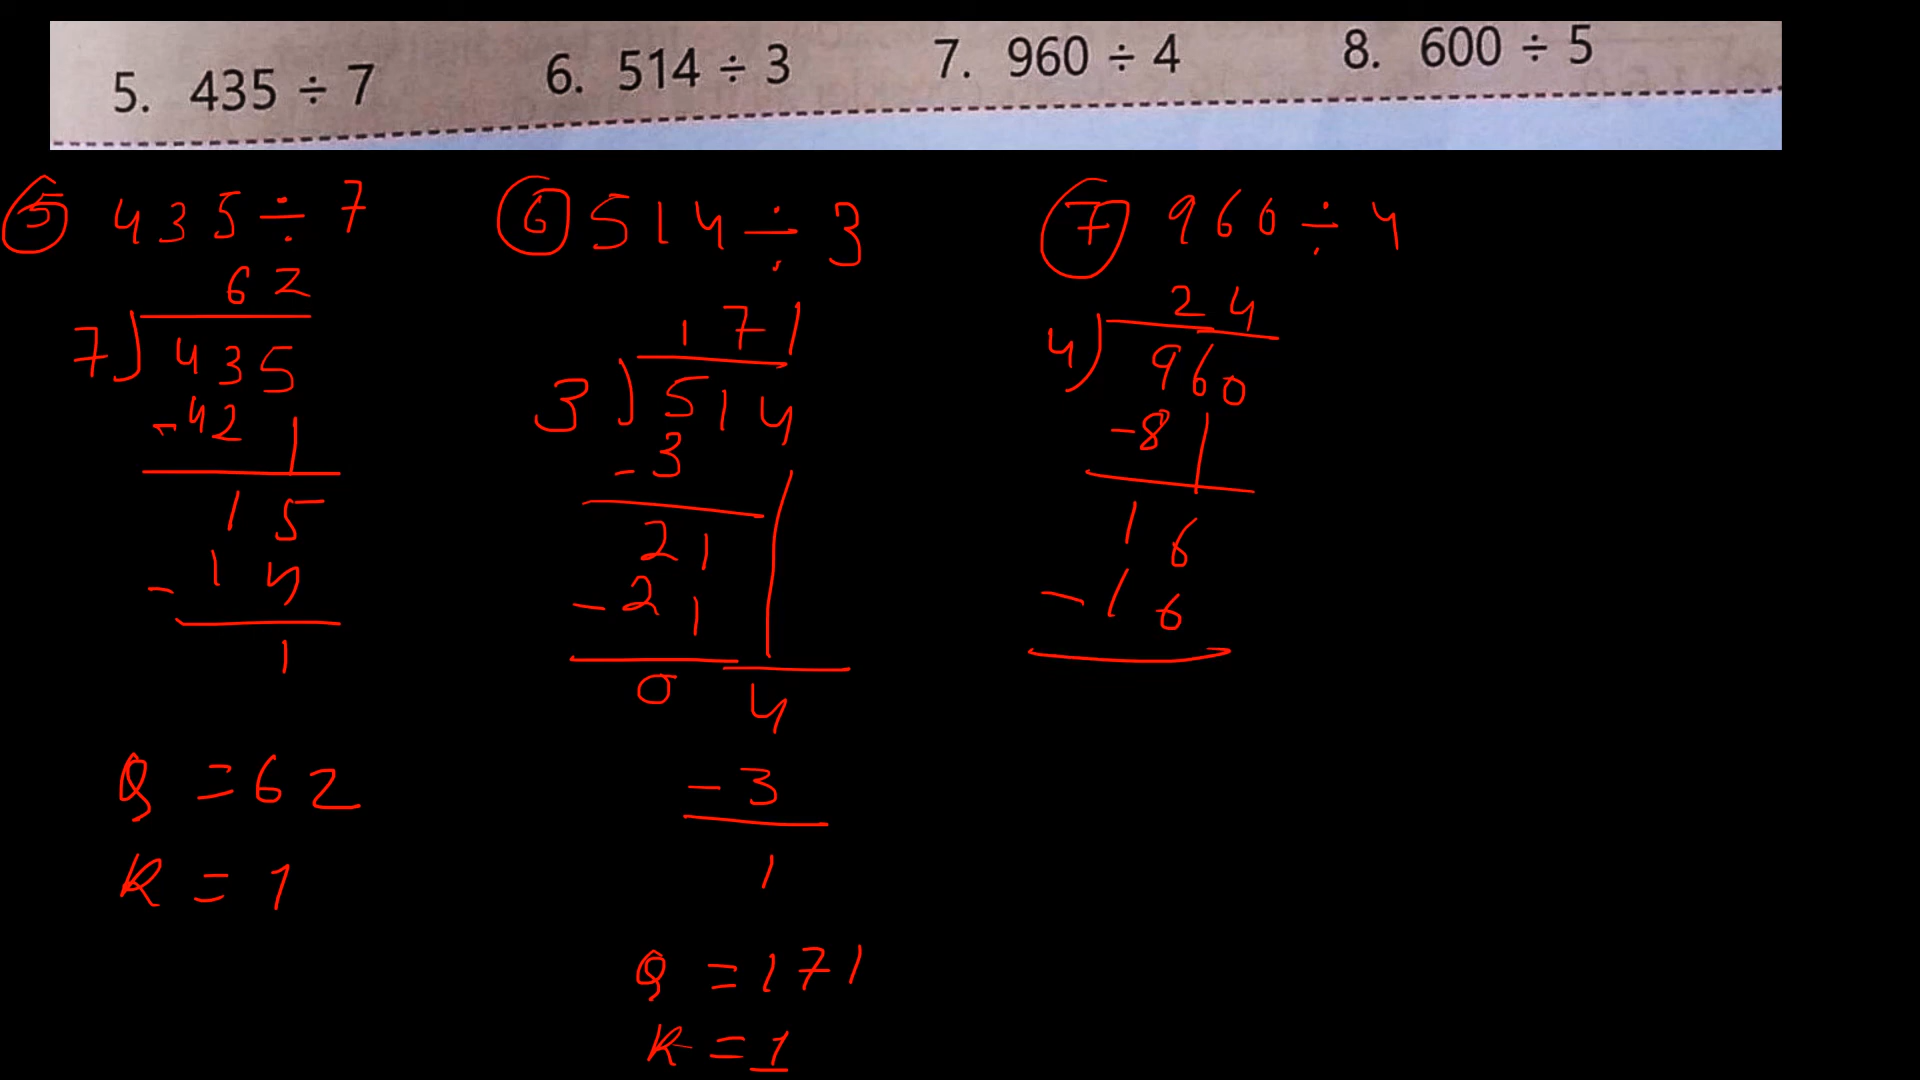 5. 435 ÷ 7 6. 514 ÷ 3 7. 960 ÷ 4 8. 600 ÷ 5
5 435 ÷ 7
62
7) 435
- 42
15
- 14
1
Q = 62
R = 1
6 514 ÷ 3
171
3) 514
- 3
21
- 21
0 4
- 3
1
Q = 171
R = 1
7 960 ÷ 4
24
4) 960
- 8
16
- 16